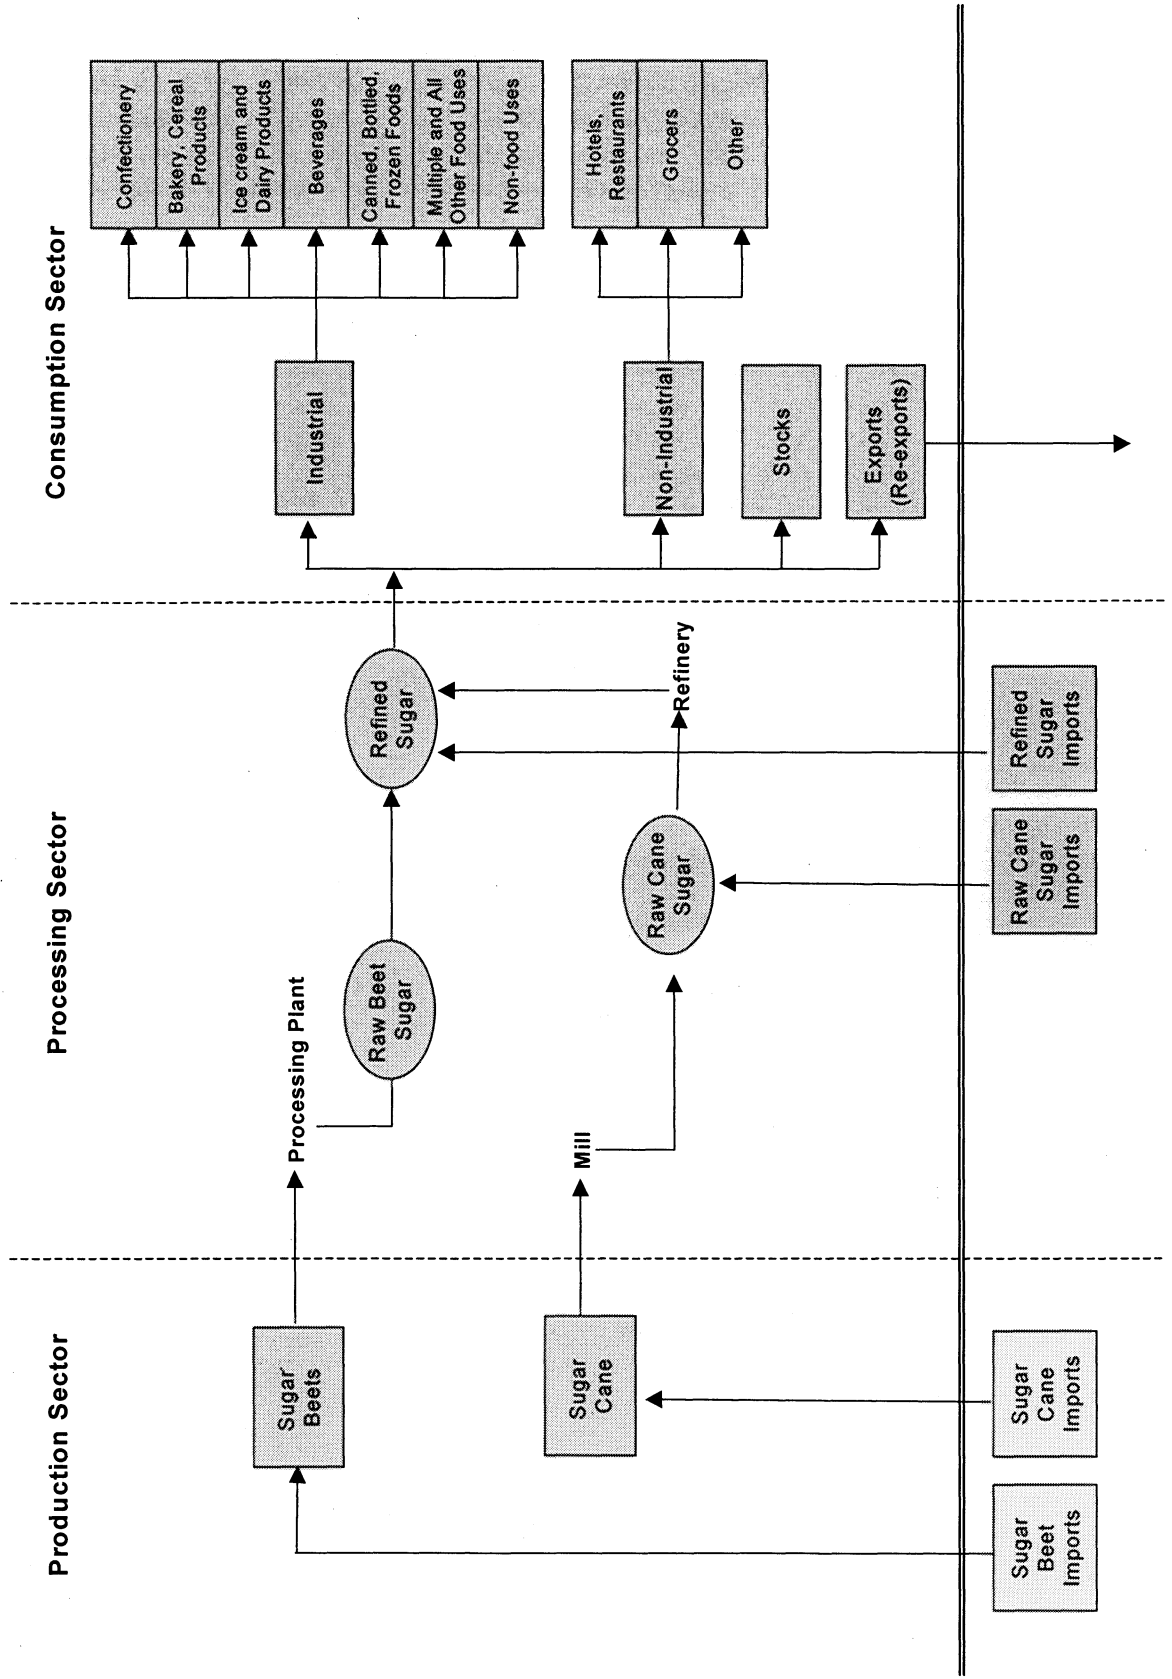 Production Sector
Processing Sector
Consumption Sector
Sugar
Beets
Processing Plant
Raw Beet
Sugar
Refined
Sugar
Sugar
Cane
Mill
Raw Cane
Sugar
Refinery
Industrial
Non-Industrial
Stocks
Exports
(Re-exports)
Confectionery
Bakery, Cereal
Products
Ice cream and
Dairy Products
Beverages
Canned, Bottled,
Frozen Foods
Multiple and All
Other Food Uses
Non-food Uses
Hotels,
Restaurants
Grocers
Other
Sugar
Beet
Imports
Sugar
Cane
Imports
Raw Cane
Sugar
Imports
Refined
Sugar
Imports